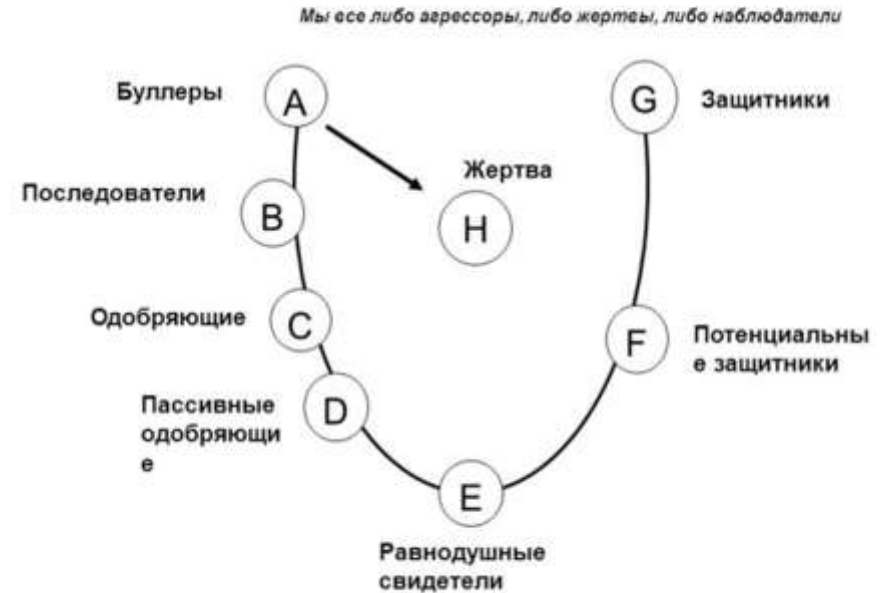 Мы все либо агрессоры, либо жертвы, либо наблюдатели
Буллеры
A
G
Защитники
Жертва
Последователи
B
H
Одобряющие
C
F
Потенциальны
е защитники
Пассивные
одобряющи
е
D
E
Равнодушные
свидетели